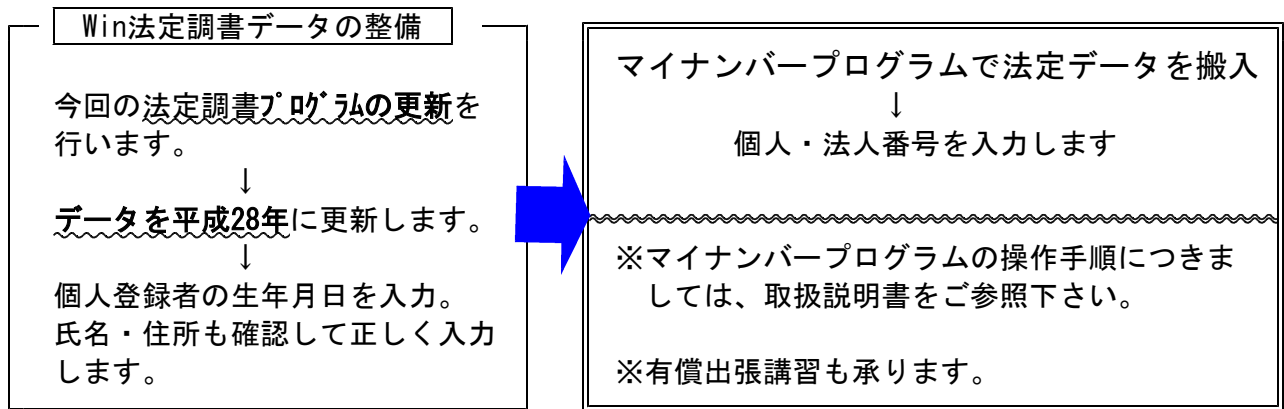 Win法定調書データの整備
今回の法定調書ﾌﾟﾛｸﾞﾗﾑの更新を
行います。
↓
データを平成28年に更新します。
↓
個人登録者の生年月日を入力。
氏名・住所も確認して正しく入力
します。
マイナンバープログラムで法定データを搬入
↓
個人・法人番号を入力します
※マイナンバープログラムの操作手順につきま
しては、取扱説明書をご参照下さい。
※有償出張講習も承ります。